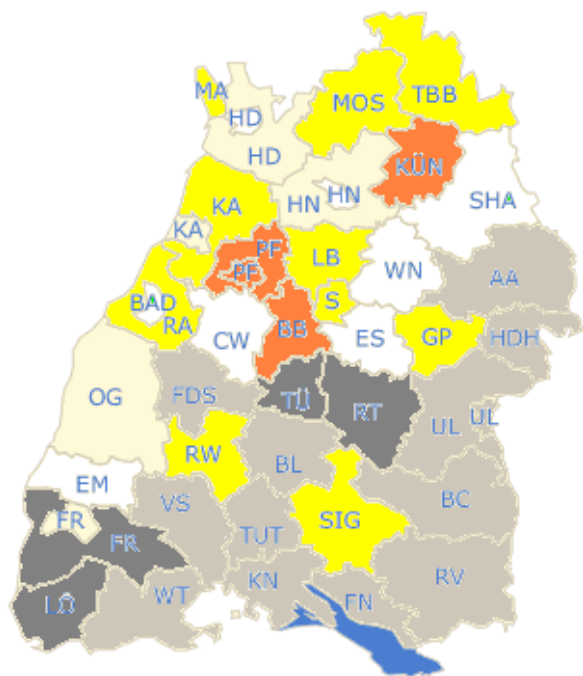 MA
MOS
TBB
HD
HD
KÜN
HN
HN
SHA
KA
KA
PF
PF
LB
WN
AA
BAD
RA
S
BB
CW
ES
GP
HDH
OG
FDS
TÜ
RT
UL
UL
RW
BL
EM
VS
SIG
BC
FR
FR
TUT
LÖ
WT
KN
FN
RV